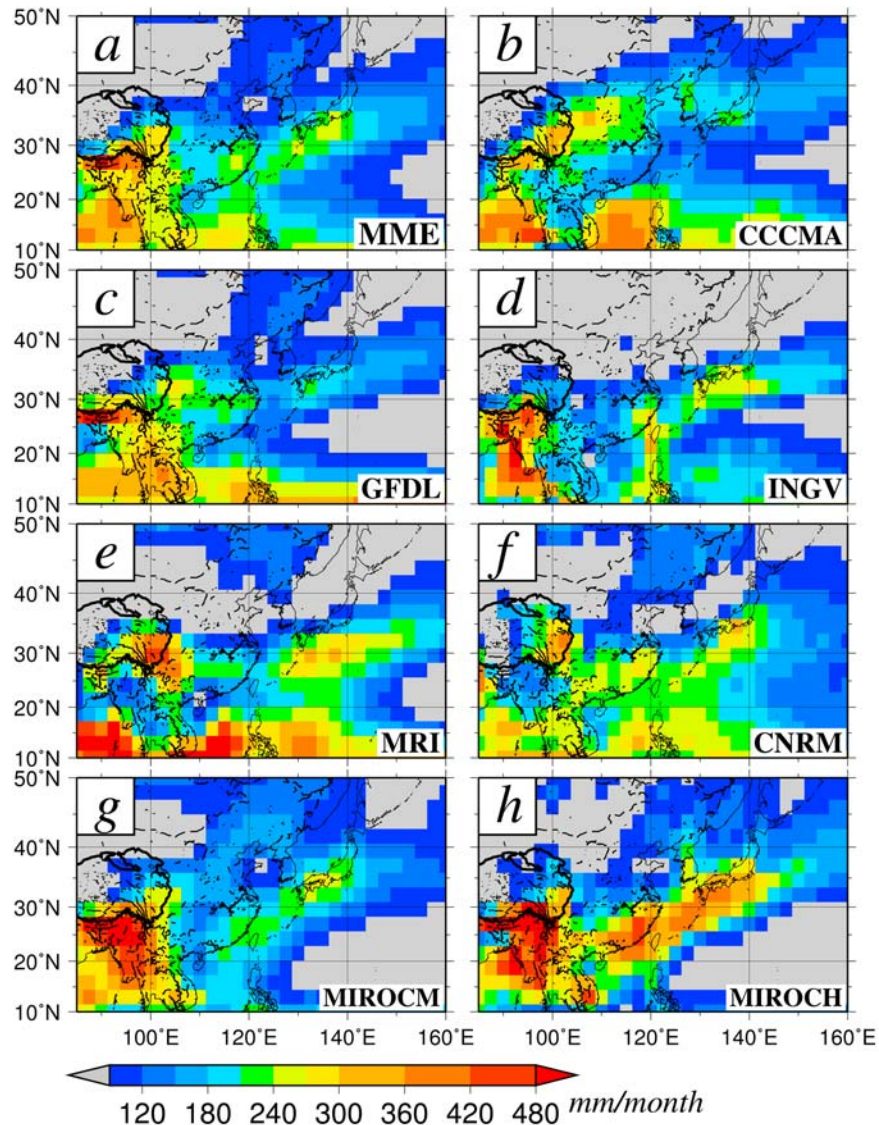 50˚N
40˚N
30˚N
20˚N
10˚N
a
MME
b
CCCMA
50˚N
40˚N
30˚N
20˚N
10˚N
c
GFDL
d
INGV
50˚N
40˚N
30˚N
20˚N
10˚N
e
MRI
f
CNRM
50˚N
40˚N
30˚N
20˚N
10˚N
g
MIROCM
h
MIROCH
100˚E 120˚E 140˚E 160˚E 100˚E 120˚E 140˚E 160˚E
120 180 240 300 360 420 480 mm/month